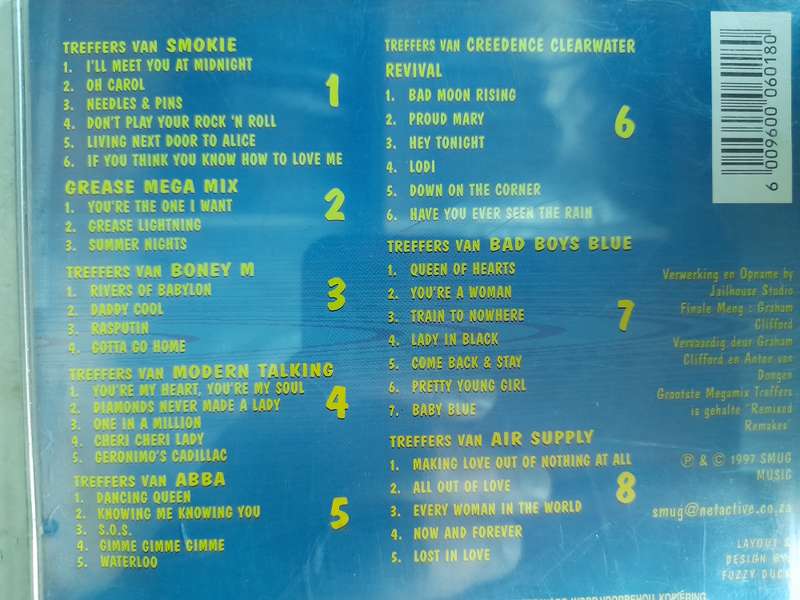 TREFFERS VAN SMOKIE
1. I'LL MEET YOU AT MIDNIGHT
2. OH CAROL
3. NEEDLES & PINS
4. DON'T PLAY YOUR ROCK 'N ROLL
5. LIVING NEXT DOOR TO ALICE
6. IF YOU THINK YOU KNOW HOW TO LOVE ME
1
GREASE MEGA MIX
1. YOU'RE THE ONE I WANT
2. GREASE LIGHTNING
3. SUMMER NIGHTS
2
TREFFERS VAN BONEY M
1. RIVERS OF BABYLON
2. DADDY COOL
3. RASPUTIN
4. GOTTA GO HOME
3
TREFFERS VAN MODERN TALKING
1. YOU'RE MY HEART, YOU'RE MY SOUL
2. DIAMONDS NEVER MADE A LADY
3. ONE IN A MILLION
4. CHERI CHERI LADY
5. GERONIMO'S CADILLAC
4
TREFFERS VAN ABBA
1. DANCING QUEEN
2. KNOWING ME KNOWING YOU
3. S.O.S.
4. GIMME GIMME GIMME
5. WATERLOO
5
TREFFERS VAN CREEDENCE CLEARWATER
REVIVAL
1. BAD MOON RISING
2. PROUD MARY
3. HEY TONIGHT
4. LODI
5. DOWN ON THE CORNER
6. HAVE YOU EVER SEEN THE RAIN
6
TREFFERS VAN BAD BOYS BLUE
1. QUEEN OF HEARTS
2. YOU'RE A WOMAN
3. TRAIN TO NOWHERE
4. LADY IN BLACK
5. COME BACK & STAY
6. PRETTY YOUNG GIRL
7. BABY BLUE
7
TREFFERS VAN AIR SUPPLY
1. MAKING LOVE OUT OF NOTHING AT ALL
2. ALL OUT OF LOVE
3. EVERY WOMAN IN THE WORLD
4. NOW AND FOREVER
5. LOST IN LOVE
8
6 009600 060180
Verwerking en Opname by
Jailhouse Studio
Finale Meng : Graham
Clifford
Vervaardig deur Graham
Clifford en Anton van
Dongen
Grootste Megamix Treffers
is gehalte "Remixed
Remakes"
℗ & © 1997 SMUG
MUSIC
smug@netactive.co.za
LAYOUT &
DESIGN BY:
FUZZY DUCK
WORD VOORBEHOU. KOPIËRING